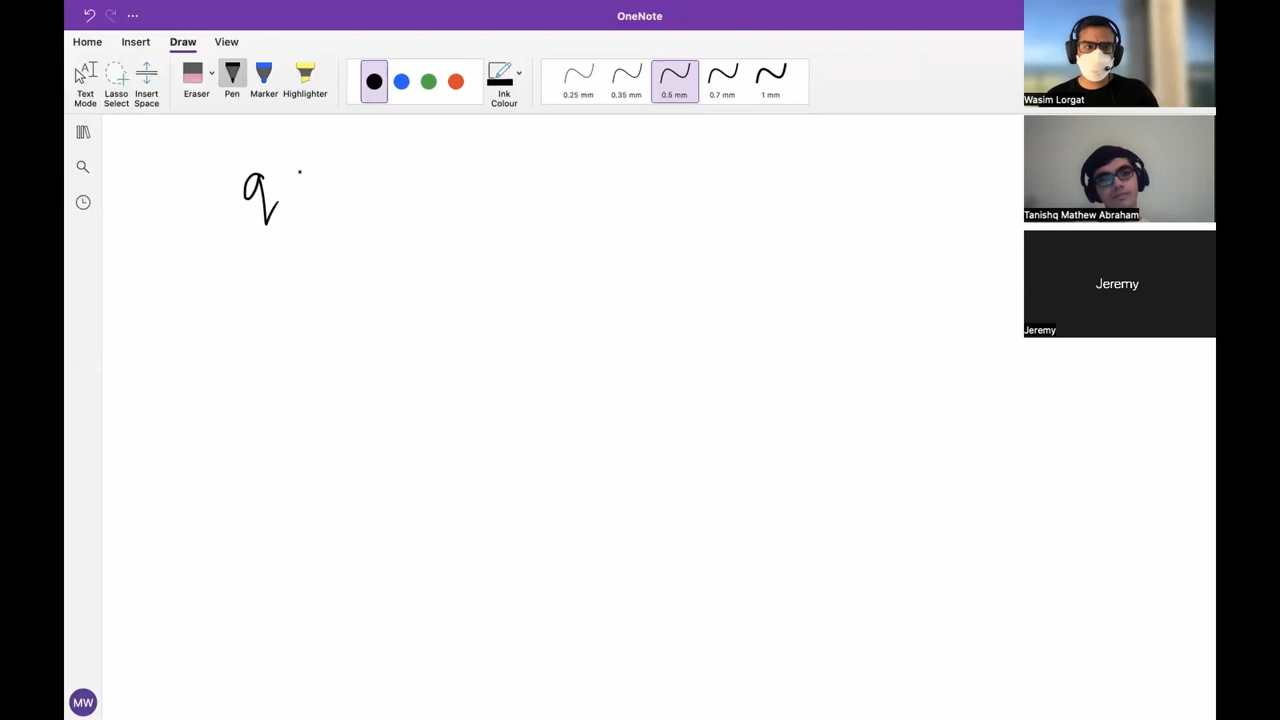 OneNote
Home Insert Draw View
Text Mode
Lasso Select
Insert Space
Eraser
Pen
Marker
Highlighter
Ink Colour
0.25 mm
0.35 mm
0.5 mm
0.7 mm
1 mm
q
Wasim Lorgat
Tanishq Mathew Abraham
Jeremy
Jeremy
MW